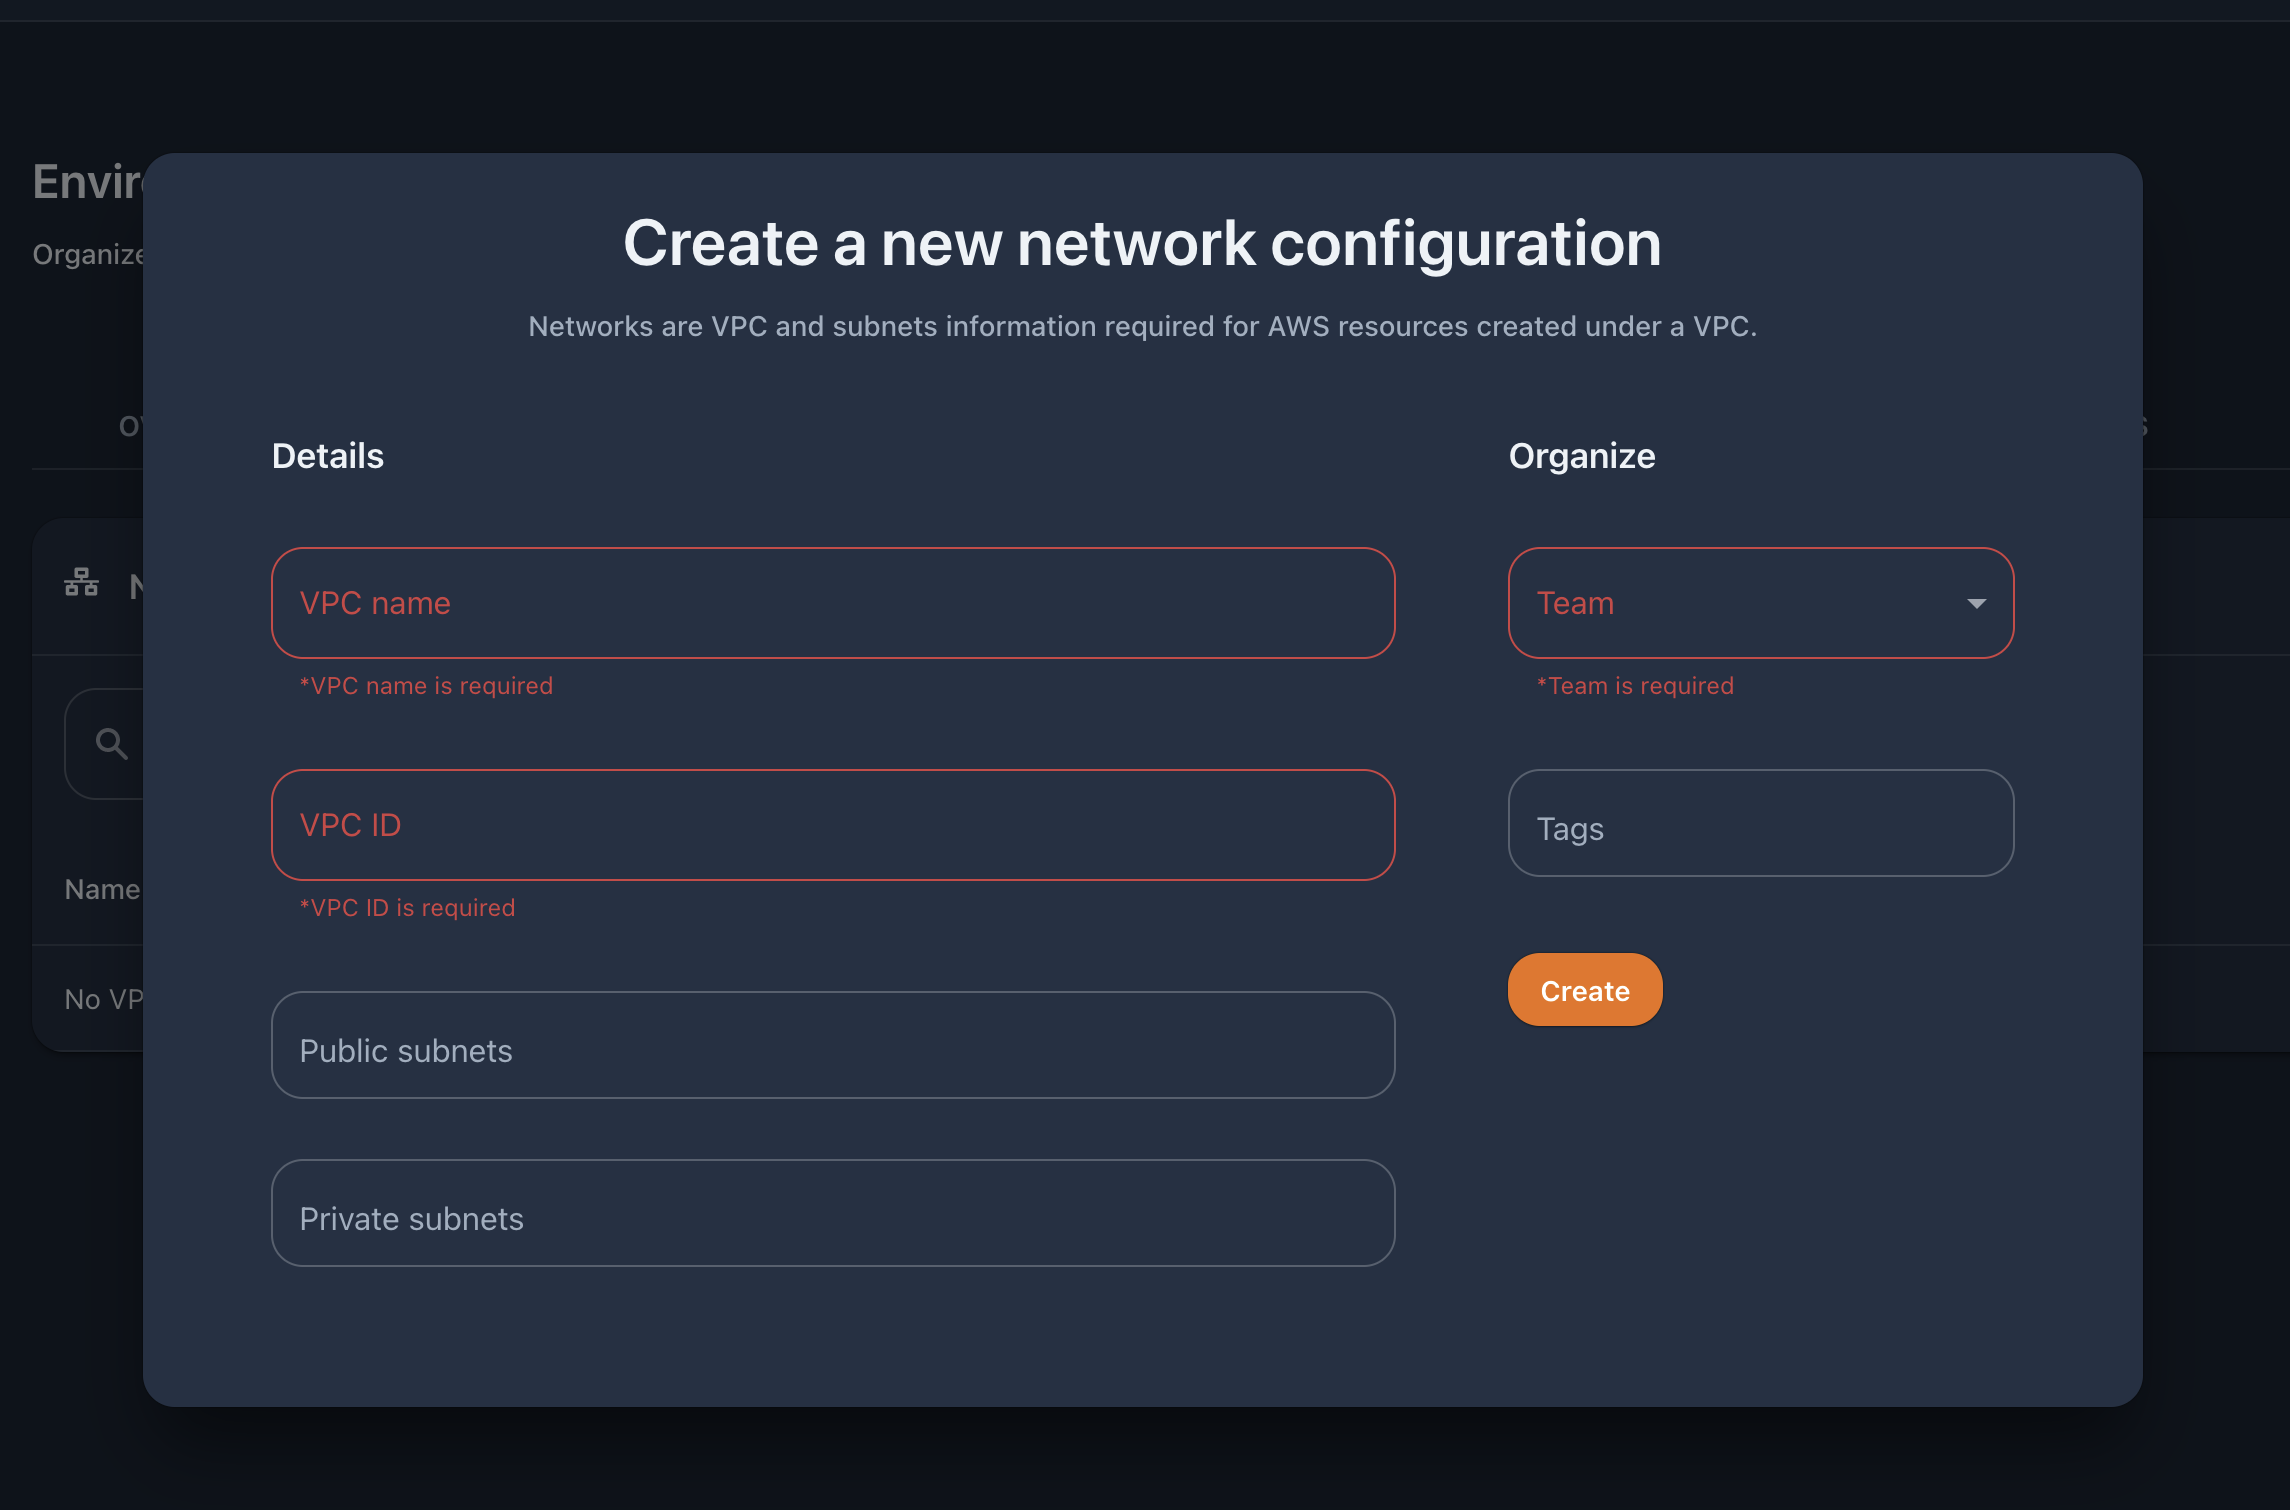 Create a new network configuration
Networks are VPC and subnets information required for AWS resources created under a VPC.
Details
VPC name
*VPC name is required
VPC ID
*VPC ID is required
Public subnets
Private subnets
Organize
Team
*Team is required
Tags
Create
Organize
Name
No